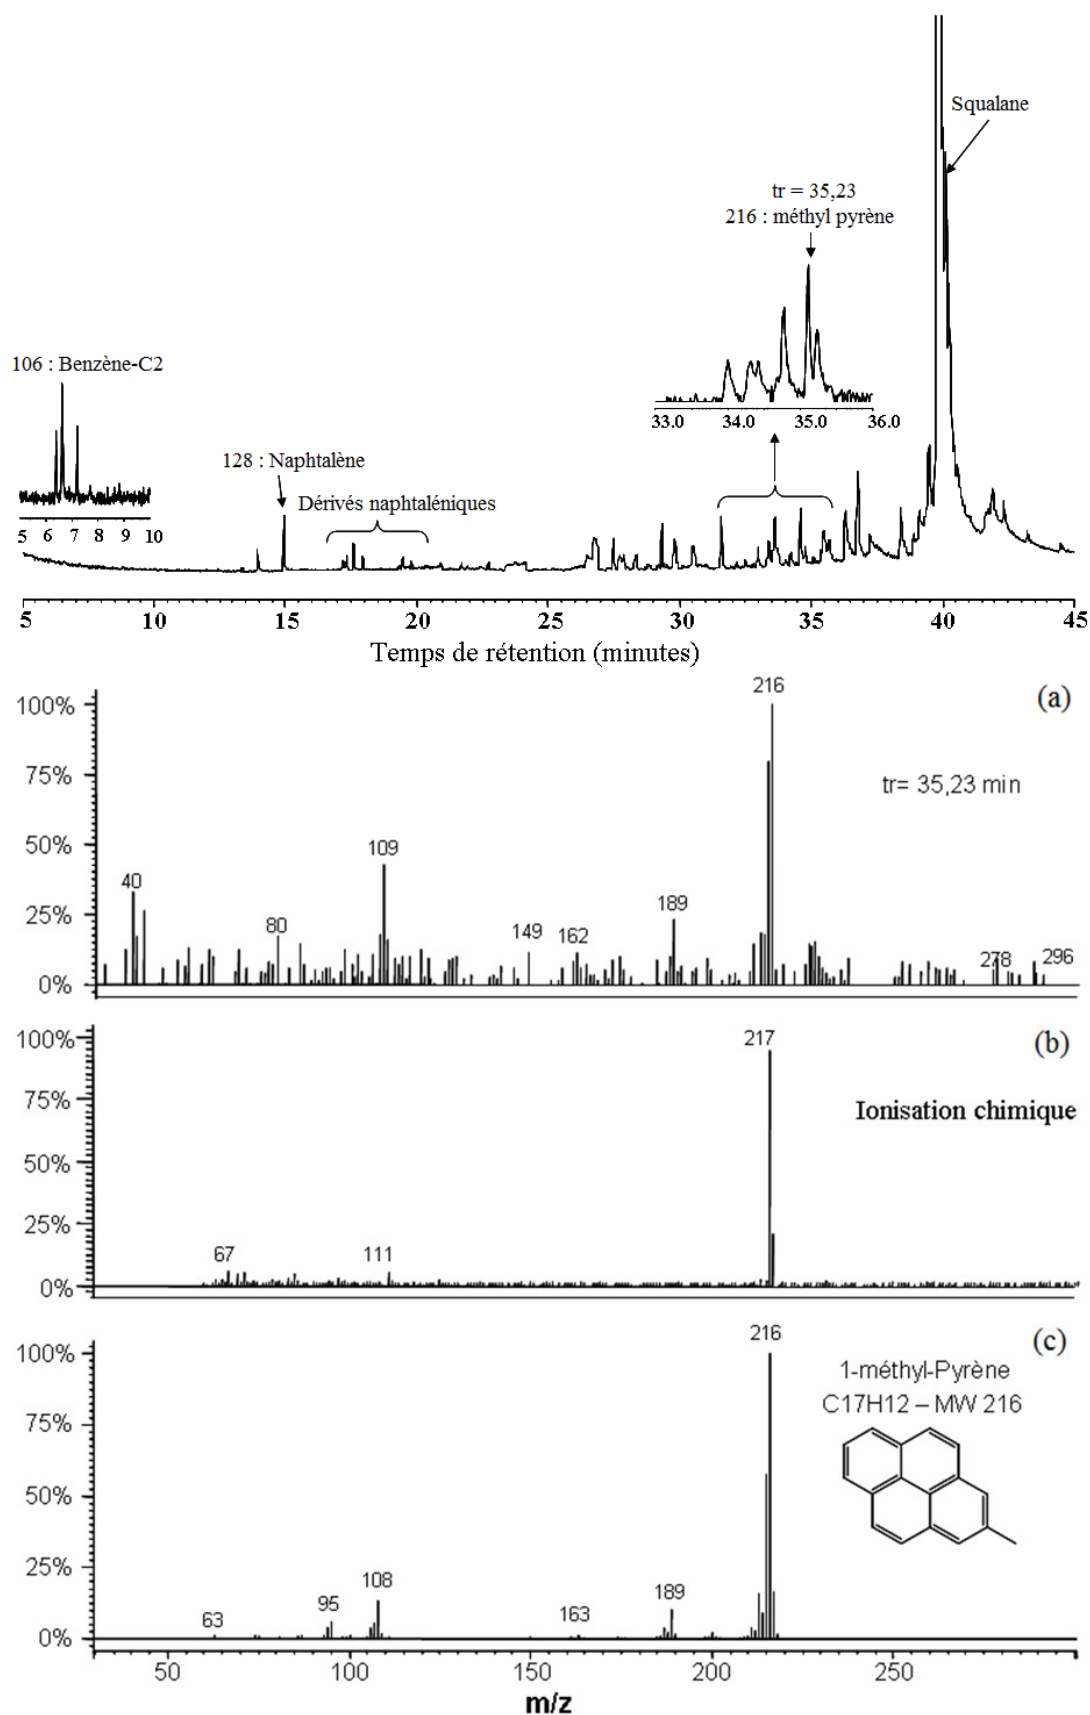 Squalane
tr = 35,23
216 : méthyl pyrène
106 : Benzène-C2
33.0 34.0 35.0 36.0
128 : Naphtalène
Dérivés naphtaléniques
5 6 7 8 9 10
5 10 15 20 25 30 35 40 45
Temps de rétention (minutes)
216
(a)
100%
75%
tr= 35,23 min
50%
109
40
25%
80
149
162
189
278
296
0%
100%
217
(b)
75%
Ionisation chimique
50%
25%
67
111
0%
216
(c)
100%
1-méthyl-Pyrène
C17H12 – MW 216
75%
50%
25%
108
95
189
63
163
0%
50 100 150 200 250
m/z